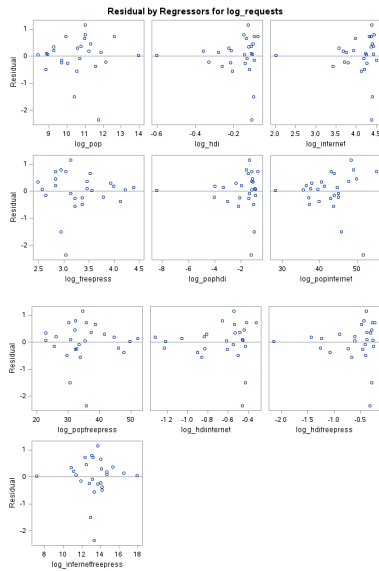 Residual by Regressors for log_requests
Residual
1
0
-1
-2
9 10 11 12 13 14
log_pop
-0.6 -0.4 -0.2
log_hdi
2.0 2.5 3.0 3.5 4.0 4.5
log_internet
Residual
1
0
-1
-2
2.5 3.0 3.5 4.0 4.5
log_freepress
-8 -6 -4 -2
log_pophdi
30 40 50
log_popinternet
Residual
1
0
-1
-2
20 30 40 50
log_popfreepress
-1.2 -1.0 -0.8 -0.6 -0.4
log_hdiinternet
-2.0 -1.5 -1.0 -0.5
log_hdifreepress
Residual
1
0
-1
-2
8 10 12 14 16 18
log_internetfreepress